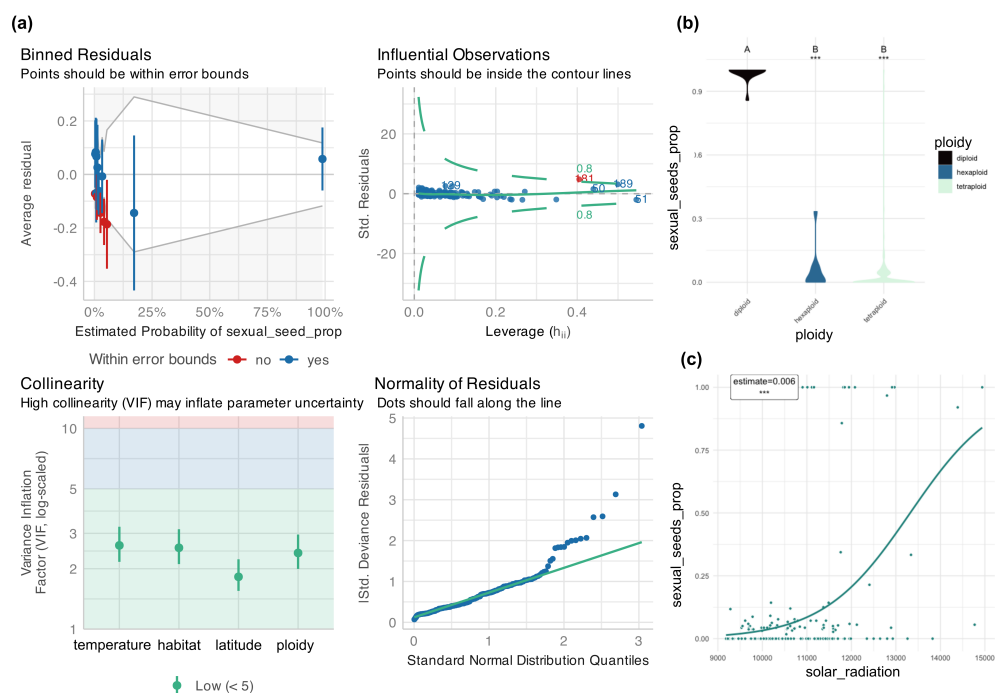 (a)
Binned Residuals
Points should be within error bounds
0.2
0.0
-0.2
-0.4
Average residual
0%
25%
50%
75%
100%
Estimated Probability of sexual_seed_prop
Within error bounds
no
yes
Influential Observations
Points should be inside the contour lines
20
0
-20
Std. Residuals
0.8
0.8
181
189
50
51
0.0
0.2
0.4
Leverage (hii)
Collinearity
High collinearity (VIF) may inflate parameter uncertainty
10
5
3
2
1
Variance Inflation
Factor (VIF, log-scaled)
temperature
habitat
latitude
ploidy
Low (< 5)
Normality of Residuals
Dots should fall along the line
5
4
3
2
1
0
|Std. Deviance Residuals|
0
1
2
3
Standard Normal Distribution Quantiles
(b)
A
B
B
***
***
0.9
1.6
0.3
0.0
sexual_seeds_prop
diploid
hexaploid
tetraploid
ploidy
ploidy
diploid
hexaploid
tetraploid
(c)
estimate=0.006
***
1.00
0.75
0.50
0.25
0.00
sexual_seeds_prop
9000
10000
11000
12000
13000
14000
15000
solar_radiation